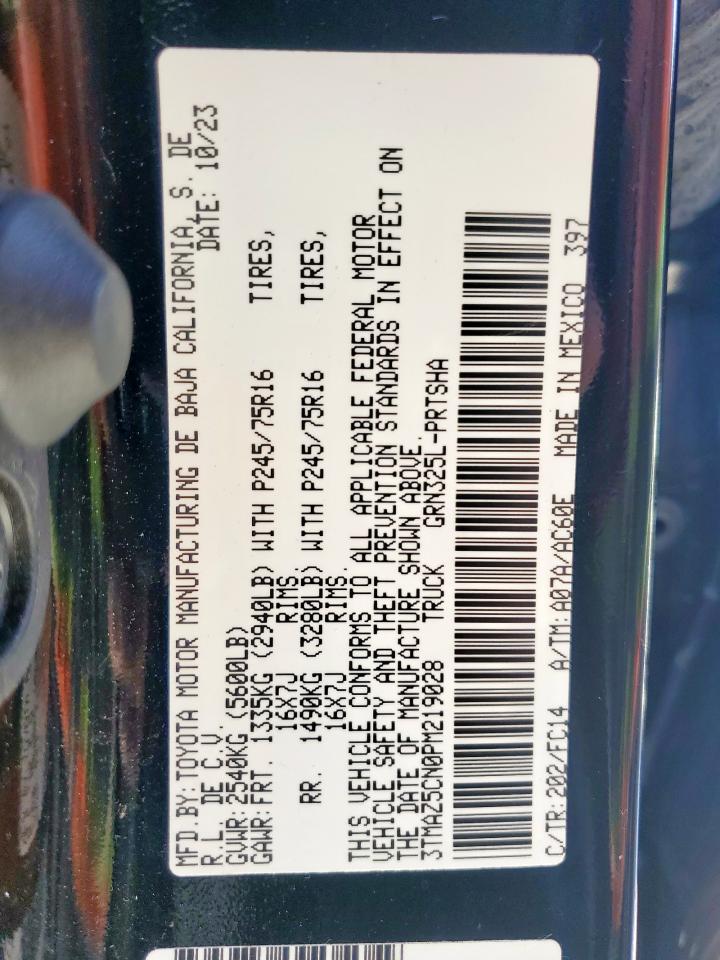 MFD.BY:TOYOTA MOTOR MANUFACTURING DE BAJA CALIFORNIA, S. DE
R.L. DE C.V. DATE: 10/23
GVWR:2540KG (5600LB)
GAWR:FRT. 1335KG (2940LB) WITH P245/75R16 TIRES,
16X7J RIMS.
RR. 1490KG (3280LB) WITH P245/75R16 TIRES,
16X7J RIMS.
THIS VEHICLE CONFORMS TO ALL APPLICABLE FEDERAL MOTOR
VEHICLE SAFETY AND THEFT PREVENTION STANDARDS IN EFFECT ON
THE DATE OF MANUFACTURE SHOWN ABOVE.
3TMAZ5CN0PM219028 TRUCK GRN325L-PRTSHA
C/TR:202/FC14 A/TM:A07A/AC60E MADE IN MEXICO 397